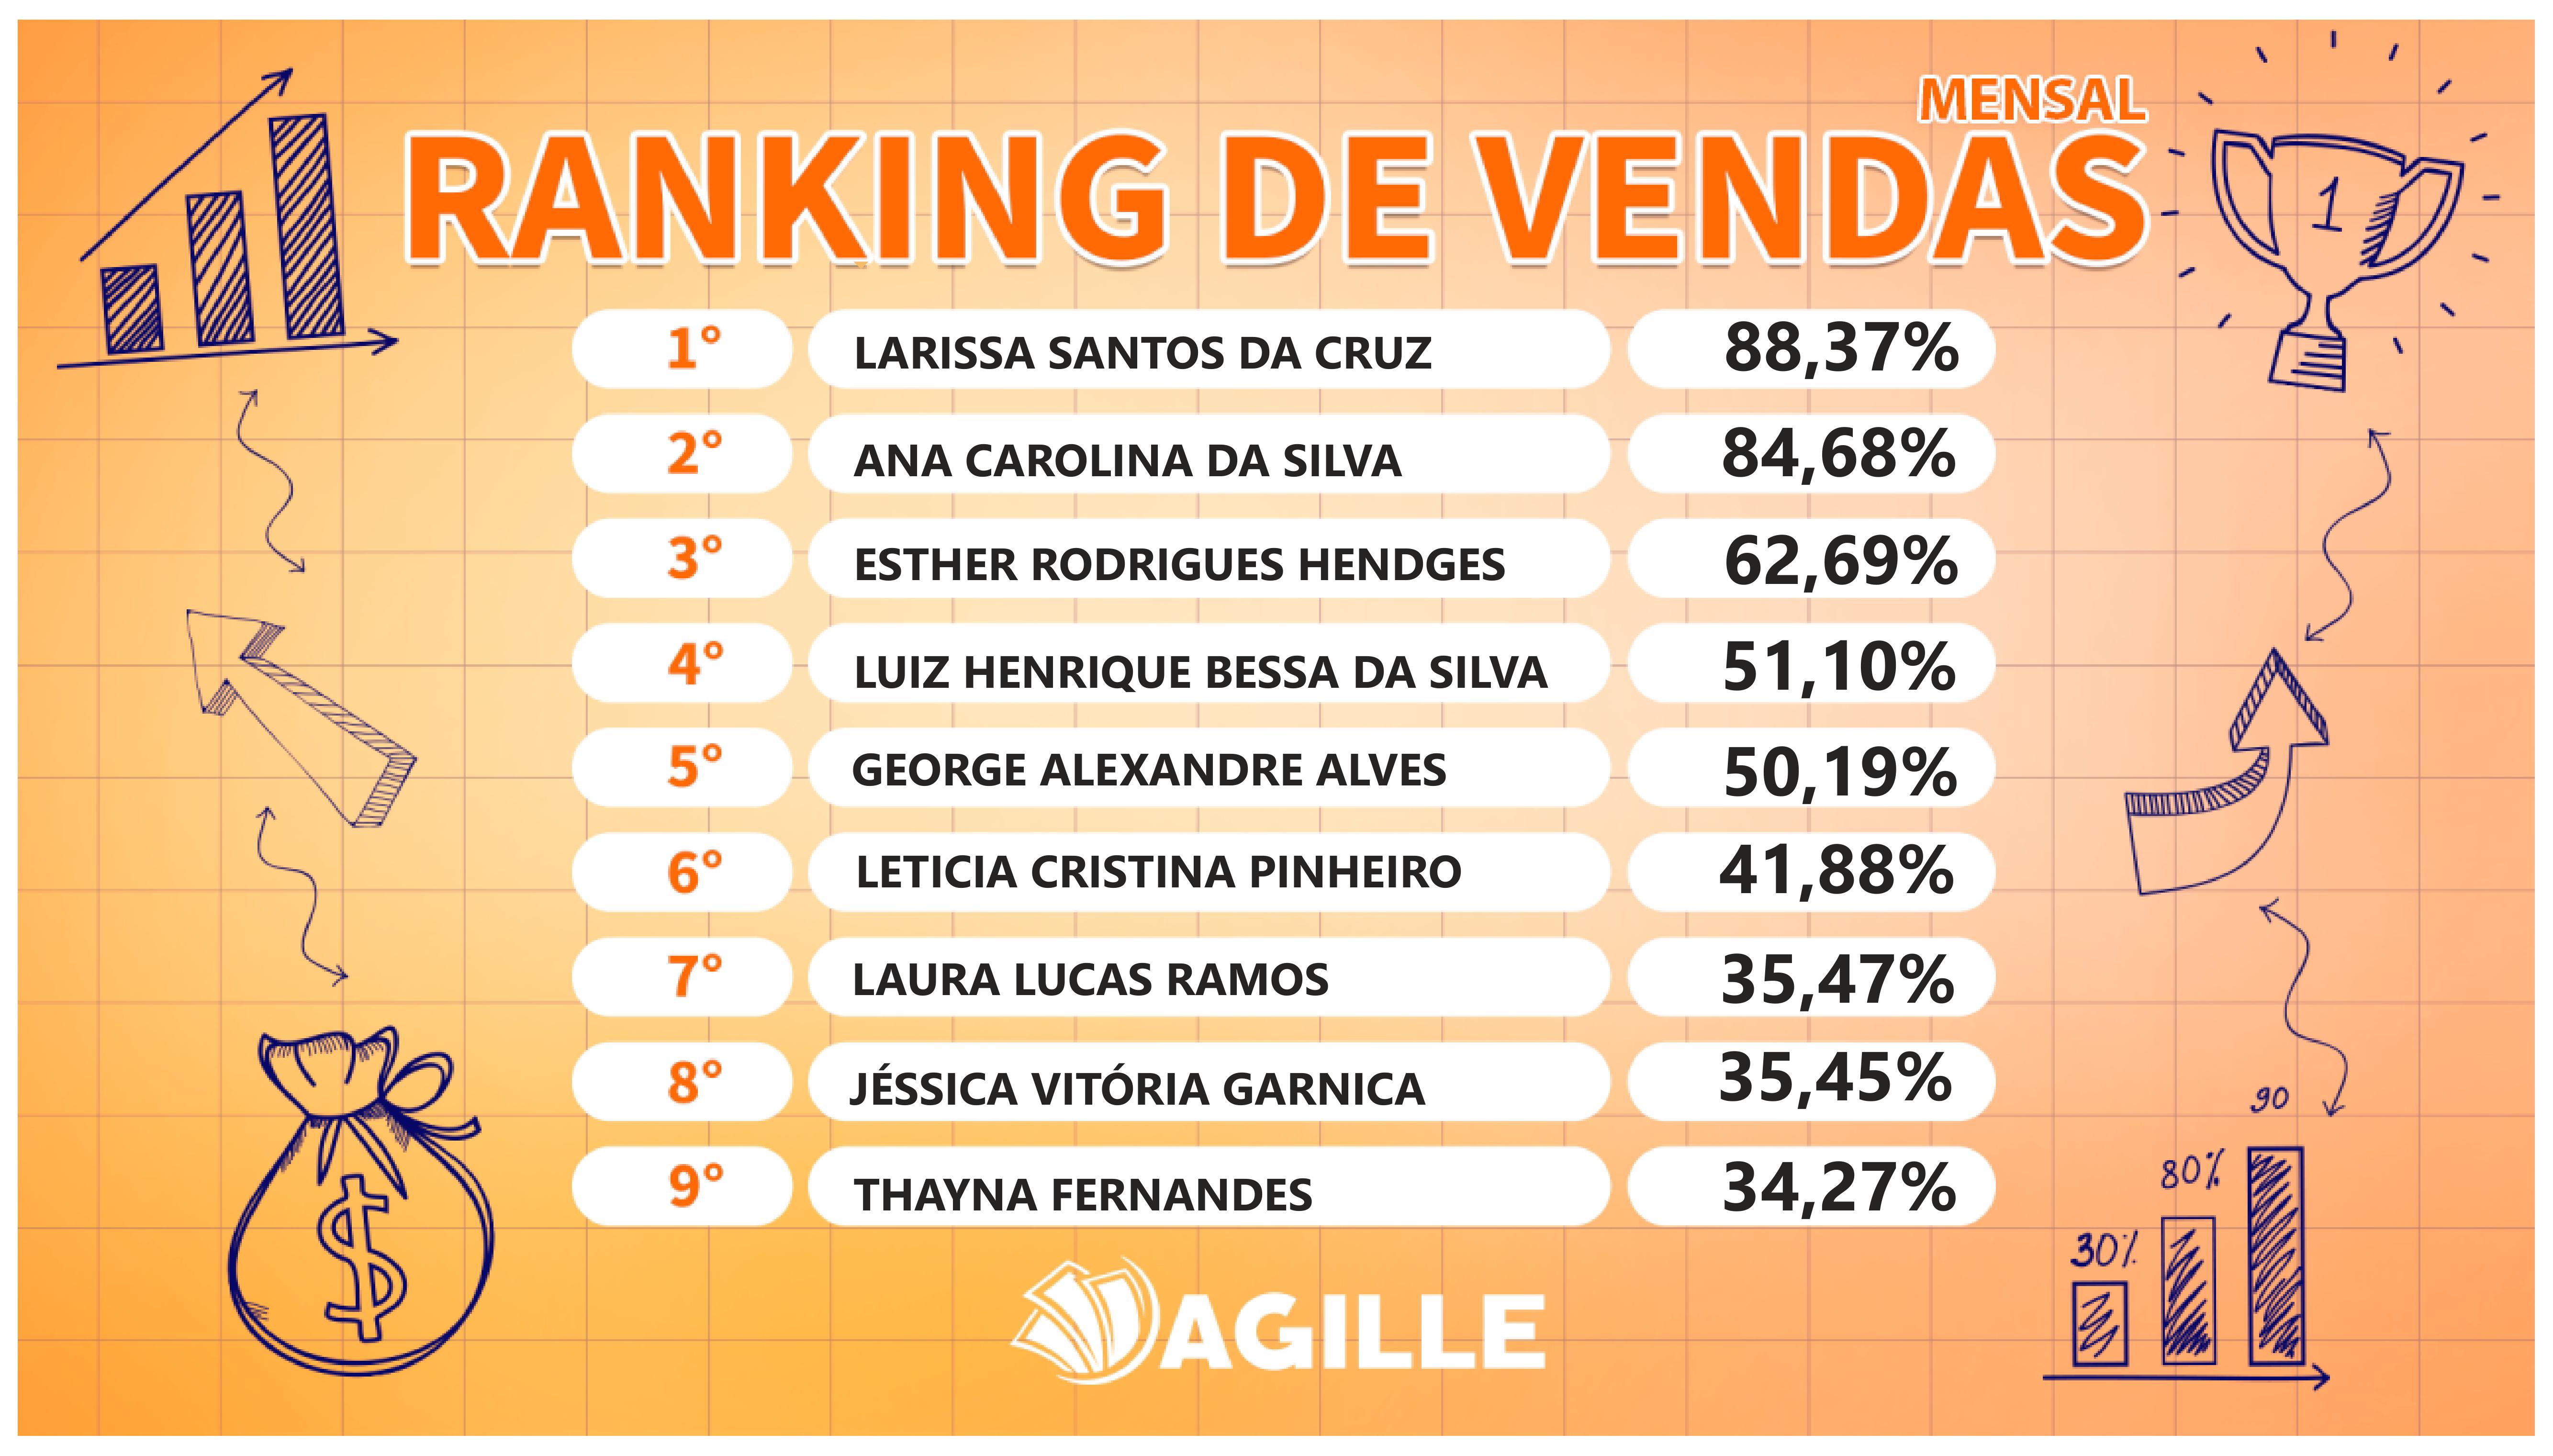 MENSAL
RANKING DE VENDAS
1
1° LARISSA SANTOS DA CRUZ 88,37%
2° ANA CAROLINA DA SILVA 84,68%
3° ESTHER RODRIGUES HENDGES 62,69%
4° LUIZ HENRIQUE BESSA DA SILVA 51,10%
5° GEORGE ALEXANDRE ALVES 50,19%
6° LETICIA CRISTINA PINHEIRO 41,88%
7° LAURA LUCAS RAMOS 35,47%
8° JÉSSICA VITÓRIA GARNICA 35,45%
9° THAYNA FERNANDES 34,27%
$
90
80%
30%
AGILLE